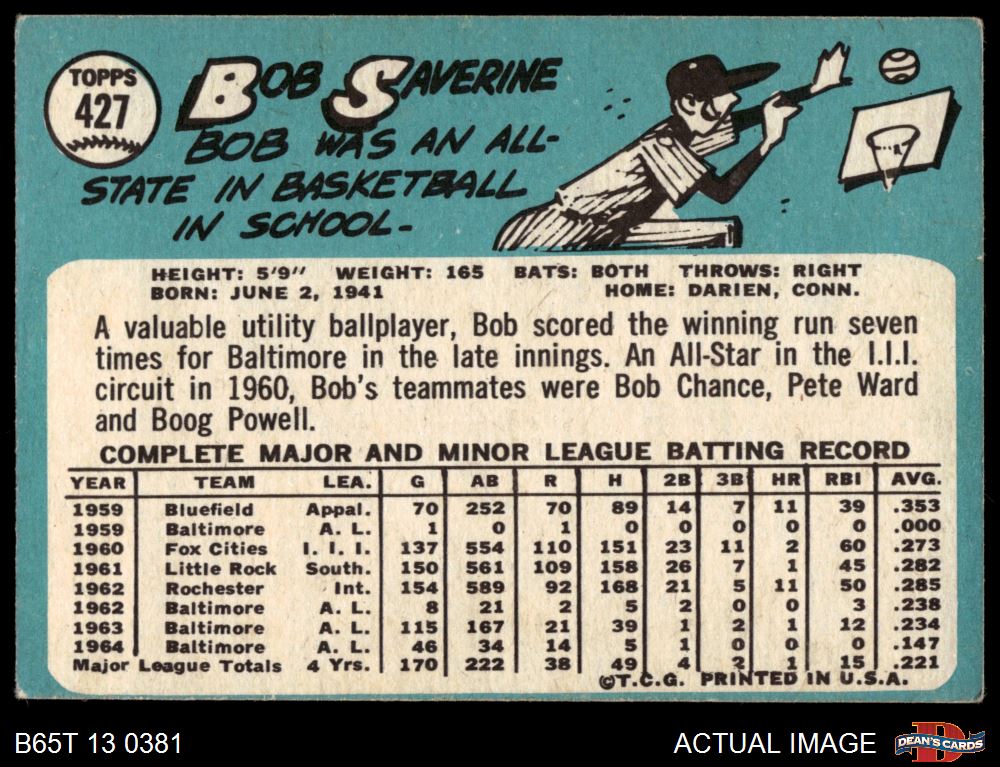 TOPPS
427
BOB SAVERINE
BOB WAS AN ALL-
STATE IN BASKETBALL
IN SCHOOL-
HEIGHT: 5'9" WEIGHT: 165 BATS: BOTH THROWS: RIGHT
BORN: JUNE 2, 1941 HOME: DARIEN, CONN.
A valuable utility ballplayer, Bob scored the winning run seven
times for Baltimore in the late innings. An All-Star in the I.I.I.
circuit in 1960, Bob's teammates were Bob Chance, Pete Ward
and Boog Powell.
COMPLETE MAJOR AND MINOR LEAGUE BATTING RECORD
YEAR TEAM LEA. G AB R H 2B 3B HR RBI AVG.
1959 Bluefield Appal. 70 252 70 89 14 7 11 39 .353
1959 Baltimore A. L. 1 0 1 0 0 0 0 0 .000
1960 Fox Cities I. I. I. 137 554 110 151 23 11 2 60 .273
1961 Little Rock South. 150 561 109 158 26 7 1 45 .282
1962 Rochester Int. 154 589 92 168 21 5 11 50 .285
1962 Baltimore A. L. 8 21 2 5 2 0 0 3 .238
1963 Baltimore A. L. 115 167 21 39 1 2 1 12 .234
1964 Baltimore A. L. 46 34 14 5 1 0 0 0 .147
Major League Totals 4 Yrs. 170 222 38 49 4 2 1 15 .221
©T.C.G. PRINTED IN U.S.A.
B65T 13 0381 ACTUAL IMAGE DEAN'S CARDS